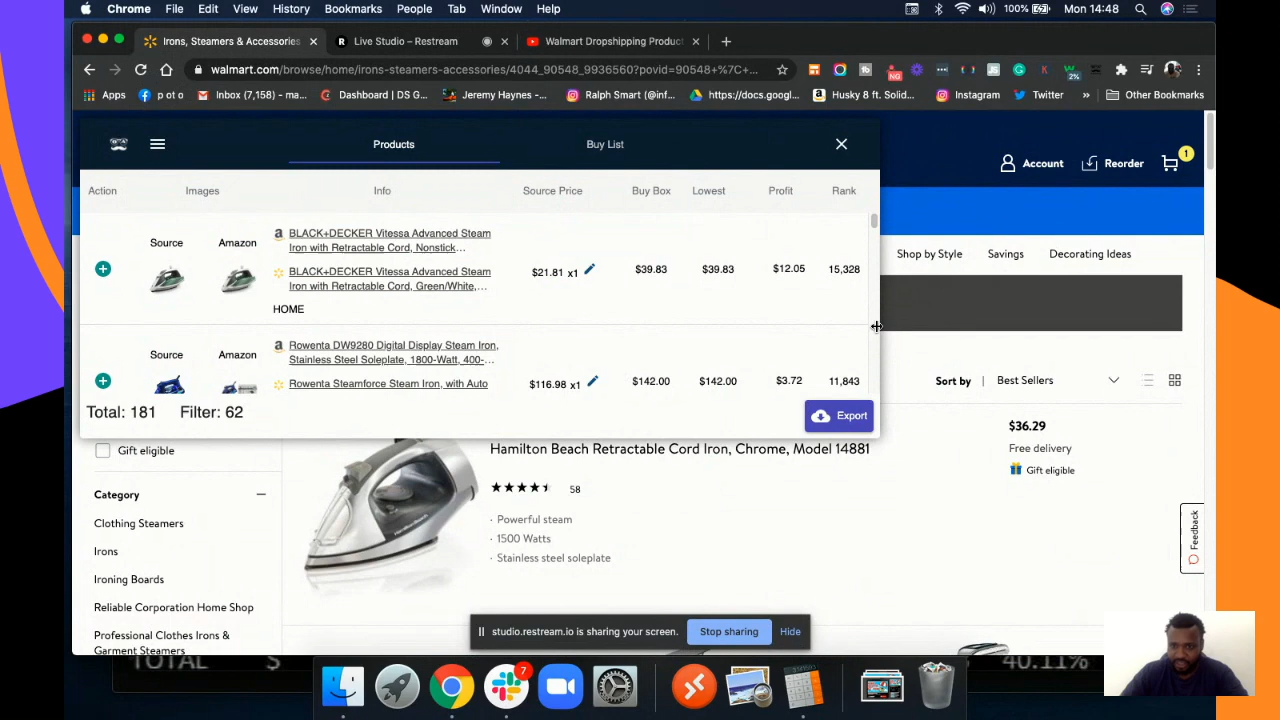 Chrome File Edit View History Bookmarks People Tab Window Help 100% Mon 14:48
Irons, Steamers & Accessories Live Studio – Restream Walmart Dropshipping Product
walmart.com/browse/home/irons-steamers-accessories/4044_90548_9936560?povid=90548+%7C+... NG 2%
Apps p ot o Inbox (7,158) - ma... Dashboard | DS G... Jeremy Haynes -... Ralph Smart (@inf... https://docs.googl... Husky 8 ft. Solid... Instagram Twitter » Other Bookmarks
Products Buy List
Account Reorder 1
Action Images Info Source Price Buy Box Lowest Profit Rank
Source Amazon
BLACK+DECKER Vitessa Advanced Steam
Iron with Retractable Cord, Nonstick...
BLACK+DECKER Vitessa Advanced Steam
Iron with Retractable Cord, Green/White,...
$21.81 x1 $39.83 $39.83 $12.05 15,328
HOME
Shop by Style Savings Decorating Ideas
Source Amazon
Rowenta DW9280 Digital Display Steam Iron,
Stainless Steel Soleplate, 1800-Watt, 400-...
Rowenta Steamforce Steam Iron, with Auto
$116.98 x1 $142.00 $142.00 $3.72 11,843
Sort by | Best Sellers
Total: 181 Filter: 62 Export
Gift eligible
Category
Clothing Steamers
Irons
Ironing Boards
Reliable Corporation Home Shop
Professional Clothes Irons &
Garment Steamers
Hamilton Beach Retractable Cord Iron, Chrome, Model 14881
58
· Powerful steam
· 1500 Watts
· Stainless steel soleplate
$36.29
Free delivery
Gift eligible
Feedback
studio.restream.io is sharing your screen. Stop sharing Hide
TOTAL $ 40.11%
7